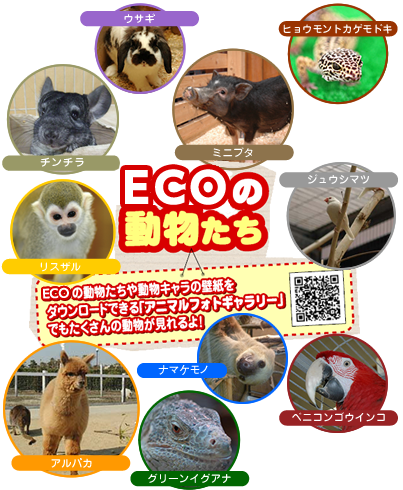 ウサギ
ヒョウモントカゲモドキ
チンチラ
ミニブタ
ジュウシマツ
ECOの
動物たち
リスザル
ECOの動物たちや動物キャラの壁紙を
ダウンロードできる「アニマルフォトギャラリー」
でもたくさんの動物が見れるよ!
ナマケモノ
ベニコンゴウインコ
アルパカ
グリーンイグアナ